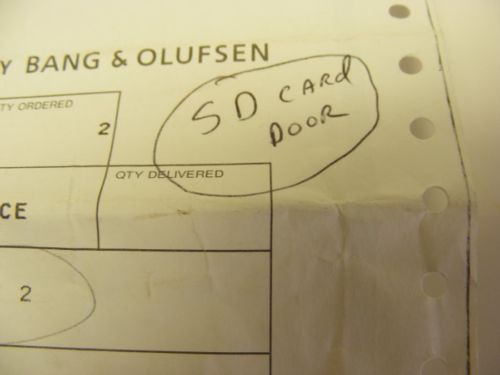 Y BANG & OLUFSEN
TY ORDERED
2
SD CARD
DOOR
QTY DELIVERED
CE
2